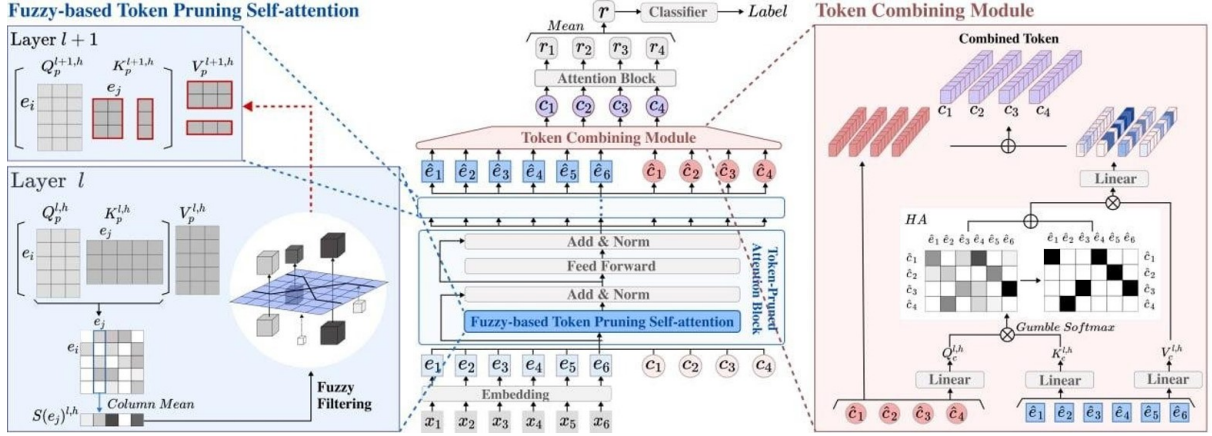 Fuzzy-based Token Pruning Self-attention
Layer l + 1
Q_p^{l+1,h} K_p^{l+1,h} V_p^{l+1,h}
e_j
e_i
Layer l
Q_p^{l,h} K_p^{l,h} V_p^{l,h}
e_j
e_i
e_j
e_i
Column Mean
S(e_j)^{l,h}
Fuzzy
Filtering
r Classifier Label
Mean
r_1 r_2 r_3 r_4
Attention Block
c_1 c_2 c_3 c_4
Token Combining Module
ê_1 ê_2 ê_3 ê_4 ê_5 ê_6 ĉ_1 ĉ_2 ĉ_3 ĉ_4
Add & Norm
Feed Forward
Add & Norm
Fuzzy-based Token Pruning Self-attention
Token-Pruned
Attention Block
e_1 e_2 e_3 e_4 e_5 e_6 c_1 c_2 c_3 c_4
Embedding
x_1 x_2 x_3 x_4 x_5 x_6
Token Combining Module
Combined Token
c_1 c_2 c_3 c_4
Linear
HA
ê_1 ê_2 ê_3 ê_4 ê_5 ê_6 ê_1 ê_2 ê_3 ê_4 ê_5 ê_6
ĉ_1 ĉ_1
ĉ_2 ĉ_2
ĉ_3 ĉ_3
ĉ_4 ĉ_4
Gumble Softmax
Q_c^{l,h} K_c^{l,h} V_c^{l,h}
Linear Linear Linear
ĉ_1 ĉ_2 ĉ_3 ĉ_4 ê_1 ê_2 ê_3 ê_4 ê_5 ê_6